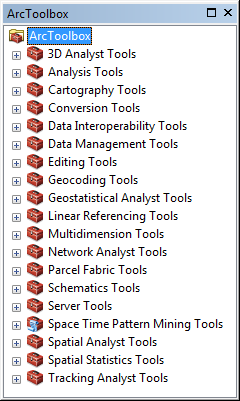 ArcToolbox
ArcToolbox
3D Analyst Tools
Analysis Tools
Cartography Tools
Conversion Tools
Data Interoperability Tools
Data Management Tools
Editing Tools
Geocoding Tools
Geostatistical Analyst Tools
Linear Referencing Tools
Multidimension Tools
Network Analyst Tools
Parcel Fabric Tools
Schematics Tools
Server Tools
Space Time Pattern Mining Tools
Spatial Analyst Tools
Spatial Statistics Tools
Tracking Analyst Tools